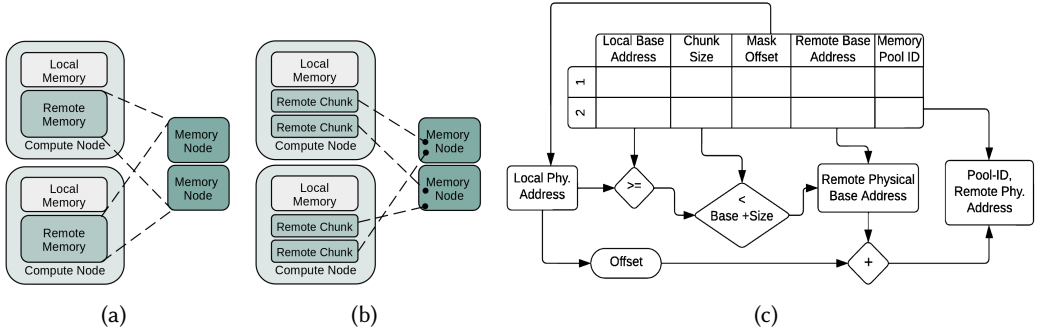 Local
Memory
Remote
Memory
Compute Node
Local
Memory
Remote
Memory
Compute Node
Memory
Node
Memory
Node
(a)
Local
Memory
Remote Chunk
Remote Chunk
Compute Node
Local
Memory
Remote Chunk
Remote Chunk
Compute Node
Memory
Node
Memory
Node
(b)
Local Base
Address
Chunk
Size
Mask
Offset
Remote Base
Address
Memory
Pool ID
1
2
Local Phy.
Address
>=
<
Base +Size
Remote Physical
Base Address
Pool-ID,
Remote Phy.
Address
Offset
+
(c)